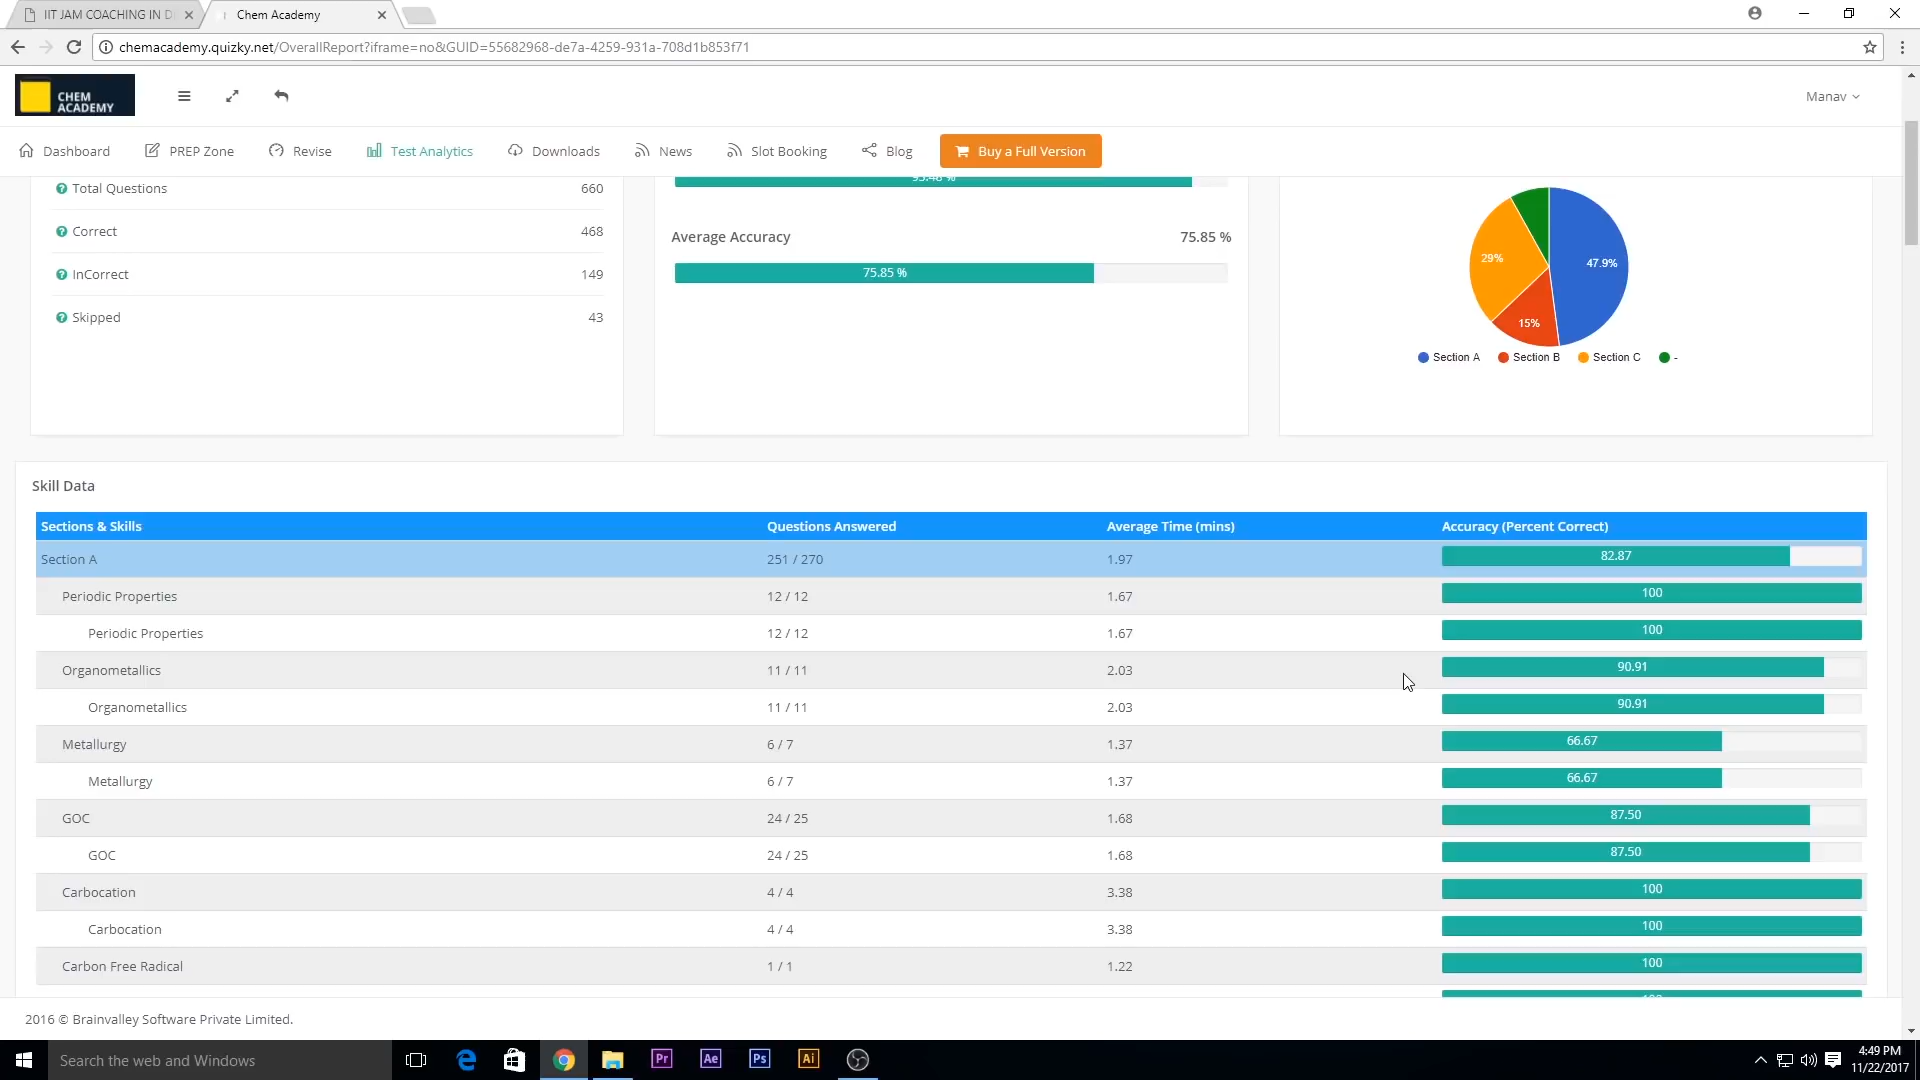 IIT JAM COACHING IN D
Chem Academy
chemacademy.quizky.net/OverallReport?iframe=no&GUID=55682968-de7a-4259-931a-708d1b853f71
CHEM
ACADEMY
Manav
Dashboard PREP Zone Revise Test Analytics Downloads News Slot Booking Blog Buy a Full Version
Total Questions 660
Correct 468
InCorrect 149
Skipped 43
93.48 %
Average Accuracy 75.85 %
75.85 %
47.9%
29%
15%
Section A Section B Section C -
Skill Data
Sections & Skills Questions Answered Average Time (mins) Accuracy (Percent Correct)
Section A 251 / 270 1.97 82.87
Periodic Properties 12 / 12 1.67 100
Periodic Properties 12 / 12 1.67 100
Organometallics 11 / 11 2.03 90.91
Organometallics 11 / 11 2.03 90.91
Metallurgy 6 / 7 1.37 66.67
Metallurgy 6 / 7 1.37 66.67
GOC 24 / 25 1.68 87.50
GOC 24 / 25 1.68 87.50
Carbocation 4 / 4 3.38 100
Carbocation 4 / 4 3.38 100
Carbon Free Radical 1 / 1 1.22 100
100
2016 © Brainvalley Software Private Limited.
Search the web and Windows
Pr Ae Ps Ai
4:49 PM
11/22/2017